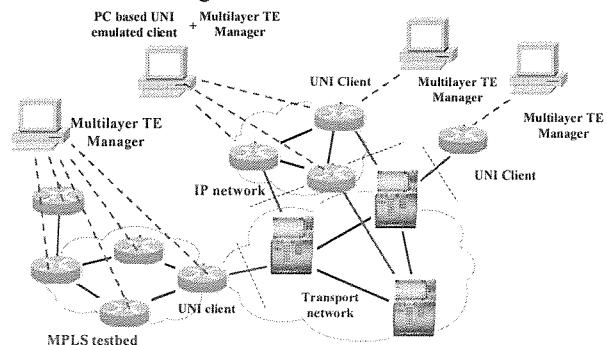 PC based UNI
emulated client
+ Multilayer TE
Manager
UNI Client
Multilayer TE
Manager
Multilayer TE
Manager
Multilayer TE
Manager
IP network
UNI Client
UNI client
Transport
network
MPLS testbed